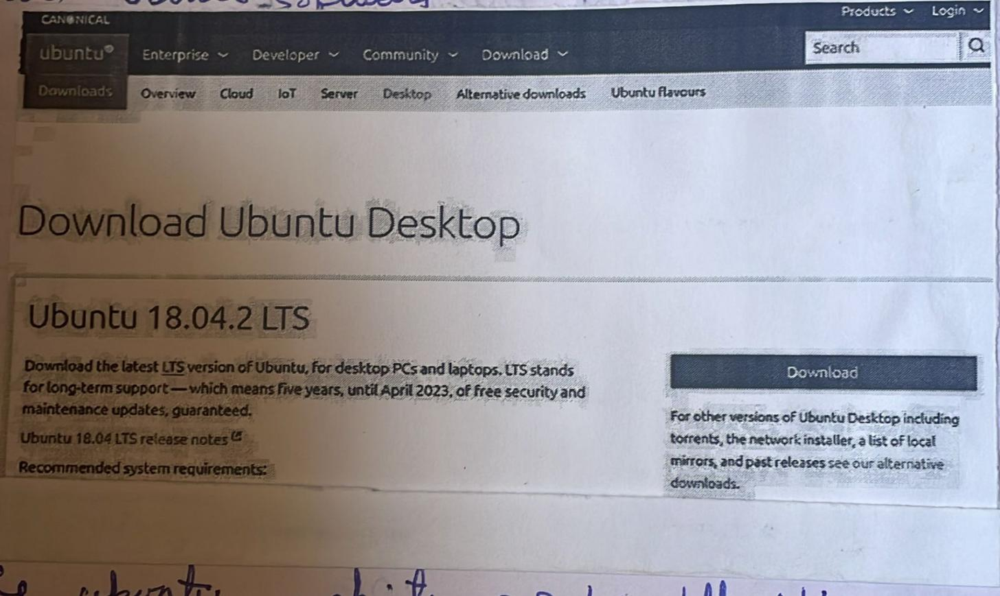 CANONICAL
Products Login
ubuntu Enterprise Developer Community Download Search
Downloads Overview Cloud IoT Server Desktop Alternative downloads Ubuntu flavours
Download Ubuntu Desktop
Ubuntu 18.04.2 LTS
Download the latest LTS version of Ubuntu, for desktop PCs and laptops. LTS stands
for long-term support — which means five years, until April 2023, of free security and
maintenance updates, guaranteed.
Ubuntu 18.04 LTS release notes
Recommended system requirements:
Download
For other versions of Ubuntu Desktop including
torrents, the network installer, a list of local
mirrors, and past releases see our alternative
downloads.
ubuntu